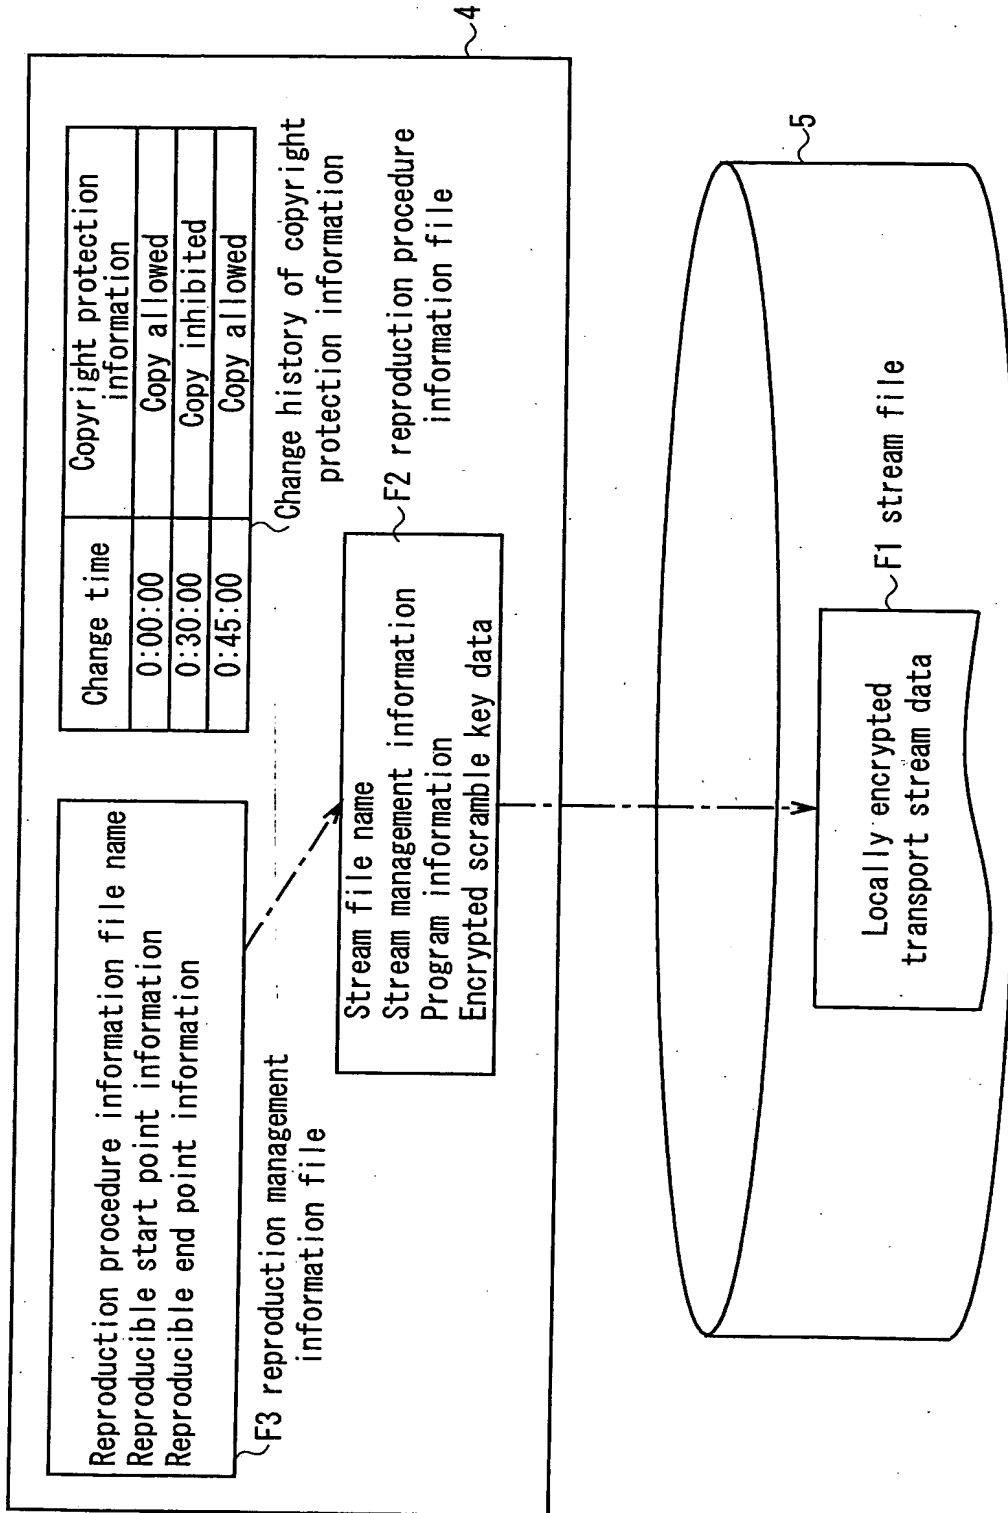 4
Reproduction procedure information file name
Reproducible start point information
Reproducible end point information
F3 reproduction management
information file
Change time
Copyright protection
information
0:00:00
Copy allowed
0:30:00
Copy inhibited
0:45:00
Copy allowed
Change history of copyright
protection information
Stream file name
Stream management information
Program information
Encrypted scramble key data
F2 reproduction procedure
information file
5
Locally encrypted
transport stream data
F1 stream file